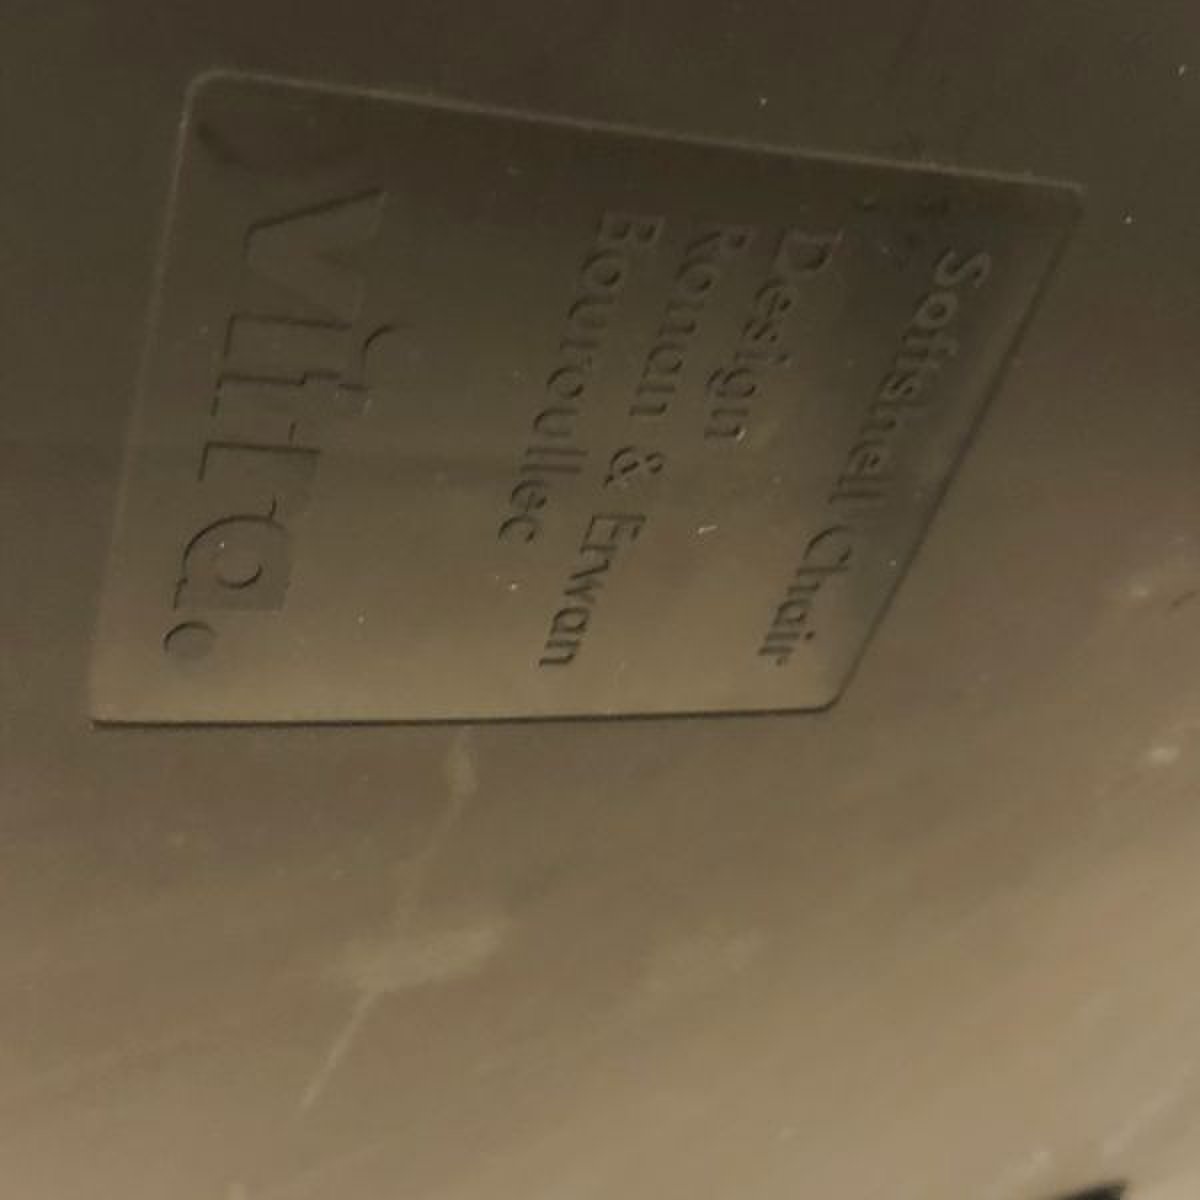 Softshell Chair
Design
Ronan & Erwan
Bouroullec
vitra.